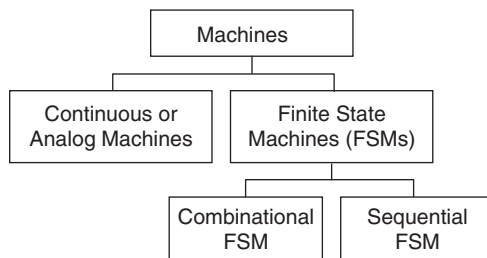 Machines
Continuous or
Analog Machines
Finite State
Machines (FSMs)
Combinational
FSM
Sequential
FSM